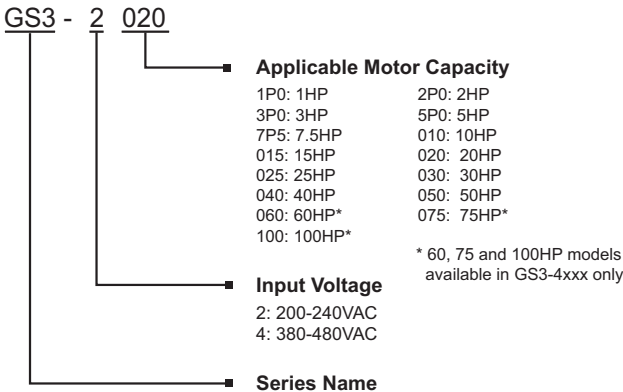 GS3 - 2 020
Applicable Motor Capacity
1P0: 1HP 2P0: 2HP
3P0: 3HP 5P0: 5HP
7P5: 7.5HP 010: 10HP
015: 15HP 020: 20HP
025: 25HP 030: 30HP
040: 40HP 050: 50HP
060: 60HP* 075: 75HP*
100: 100HP*
* 60, 75 and 100HP models
available in GS3-4xxx only
Input Voltage
2: 200-240VAC
4: 380-480VAC
Series Name